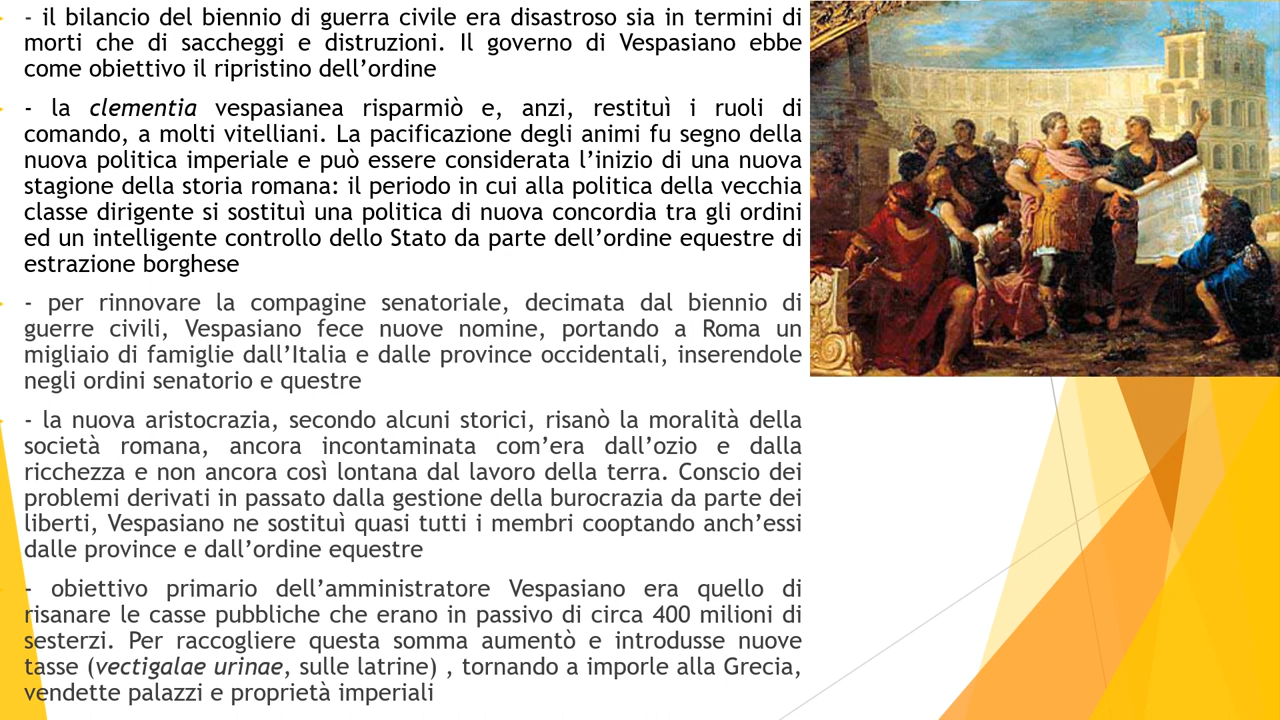 - il bilancio del biennio di guerra civile era disastroso sia in termini di
morti che di saccheggi e distruzioni. Il governo di Vespasiano ebbe
come obiettivo il ripristino dell’ordine
- la clementia vespasianea risparmiò e, anzi, restituì i ruoli di
comando, a molti vitelliani. La pacificazione degli animi fu segno della
nuova politica imperiale e può essere considerata l’inizio di una nuova
stagione della storia romana: il periodo in cui alla politica della vecchia
classe dirigente si sostituì una politica di nuova concordia tra gli ordini
ed un intelligente controllo dello Stato da parte dell’ordine equestre di
estrazione borghese
- per rinnovare la compagine senatoriale, decimata dal biennio di
guerre civili, Vespasiano fece nuove nomine, portando a Roma un
migliaio di famiglie dall’Italia e dalle province occidentali, inserendole
negli ordini senatorio e questre
- la nuova aristocrazia, secondo alcuni storici, risanò la moralità della
società romana, ancora incontaminata com’era dall’ozio e dalla
ricchezza e non ancora così lontana dal lavoro della terra. Conscio dei
problemi derivati in passato dalla gestione della burocrazia da parte dei
liberti, Vespasiano ne sostituì quasi tutti i membri cooptando anch’essi
dalle province e dall’ordine equestre
- obiettivo primario dell’amministratore Vespasiano era quello di
risanare le casse pubbliche che erano in passivo di circa 400 milioni di
sesterzi. Per raccogliere questa somma aumentò e introdusse nuove
tasse (vectigalae urinae, sulle latrine) , tornando a imporle alla Grecia,
vendette palazzi e proprietà imperiali